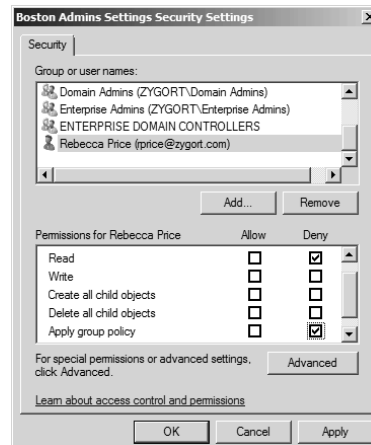 Boston Admins Settings Security Settings
Security
Group or user names:
Domain Admins (ZYGORT\Domain Admins)
Enterprise Admins (ZYGORT\Enterprise Admins)
ENTERPRISE DOMAIN CONTROLLERS
Rebecca Price (rprice@zygort.com)
Add... Remove
Permissions for Rebecca Price Allow Deny
Read
Write
Create all child objects
Delete all child objects
Apply group policy
For special permissions or advanced settings, Advanced
click Advanced.
Learn about access control and permissions
OK Cancel Apply